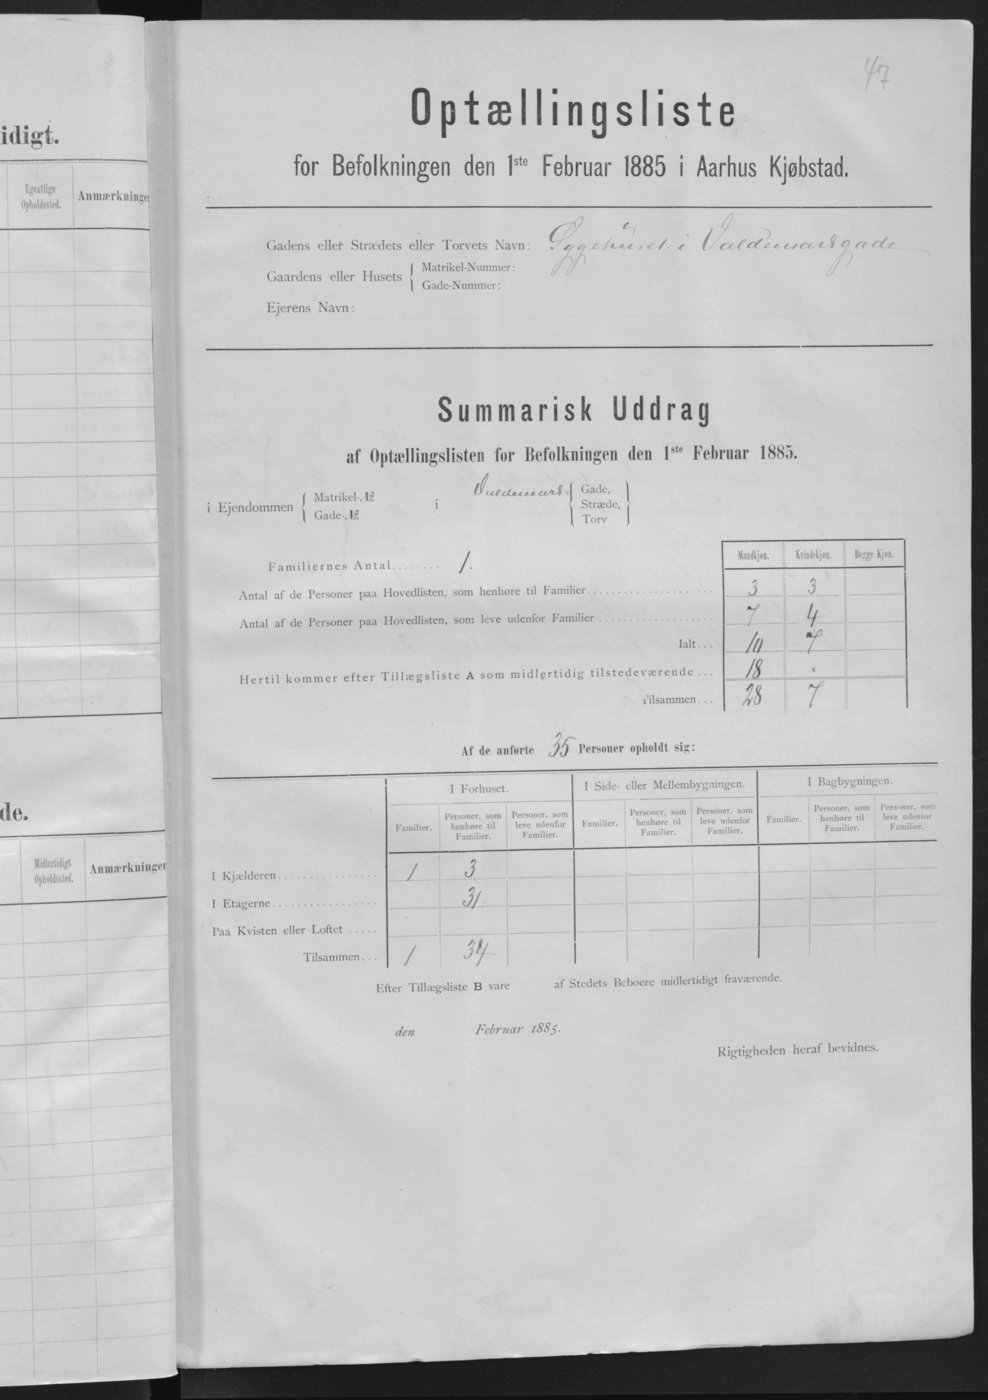 idigt.
Egentlige Opholdssted.
Anmærkninger
de.
Midlertidigt Opholdssted.
Anmærkninger
47
Optællingsliste
for Befolkningen den 1ste Februar 1885 i Aarhus Kjøbstad.
Gadens eller Strædets eller Torvets Navn: Sygehuset i Valdemarsgade
Gaardens eller Husets { Matrikel-Nummer:
Gade-Nummer:
Ejerens Navn:
Summarisk Uddrag
af Optællingslisten for Befolkningen den 1ste Februar 1885.
i Ejendommen { Matrikel-№ Gade-№ i Valdemars- { Gade, Stræde, Torv }
Mandkjøn. Kvindekjøn. Begge Kjøn.
Familiernes Antal........ 1.
Antal af de Personer paa Hovedlisten, som henhøre til Familier 3 3
Antal af de Personer paa Hovedlisten, som leve udenfor Familier 7 4
Ialt... 10 7
Hertil kommer efter Tillægsliste A som midlertidig tilstedeværende... 18 "
Tilsammen... 28 7
Af de anførte 35 Personer opholdt sig:
I Forhuset. I Side- eller Mellembygningen. I Bagbygningen.
Familier. Personer, som henhøre til Familier. Personer, som leve udenfor Familier. Familier. Personer, som henhøre til Familier. Personer, som leve udenfor Familier. Familier. Personer, som henhøre til Familier. Personer, som leve udenfor Familier.
I Kjælderen 1 3
I Etagerne 31
Paa Kvisten eller Loftet
Tilsammen... 1 34
Efter Tillægsliste B vare af Stedets Beboere midlertidigt fraværende.
den Februar 1885.
Rigtigheden heraf bevidnes.